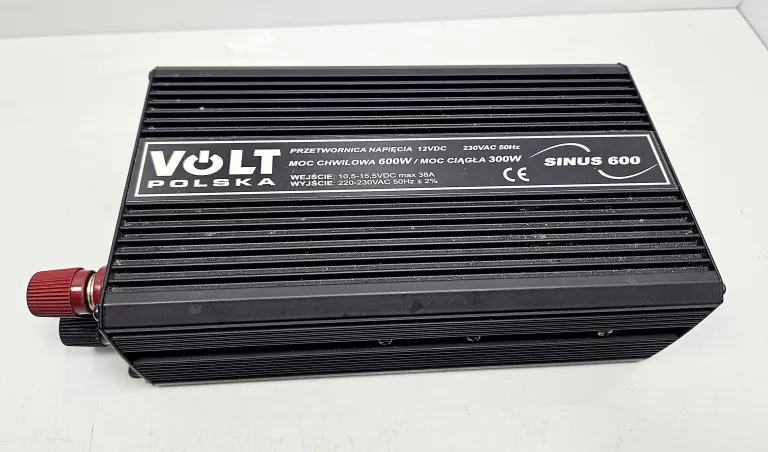 VOLT
POLSKA
PRZETWORNICA NAPIĘCIA 12VDC 230VAC 50Hz
MOC CHWILOWA 600W / MOC CIĄGŁA 300W
WEJŚCIE: 10,5-15,5VDC max 38A
WYJŚCIE: 220-230VAC 50Hz ± 2%
CE
SINUS 600